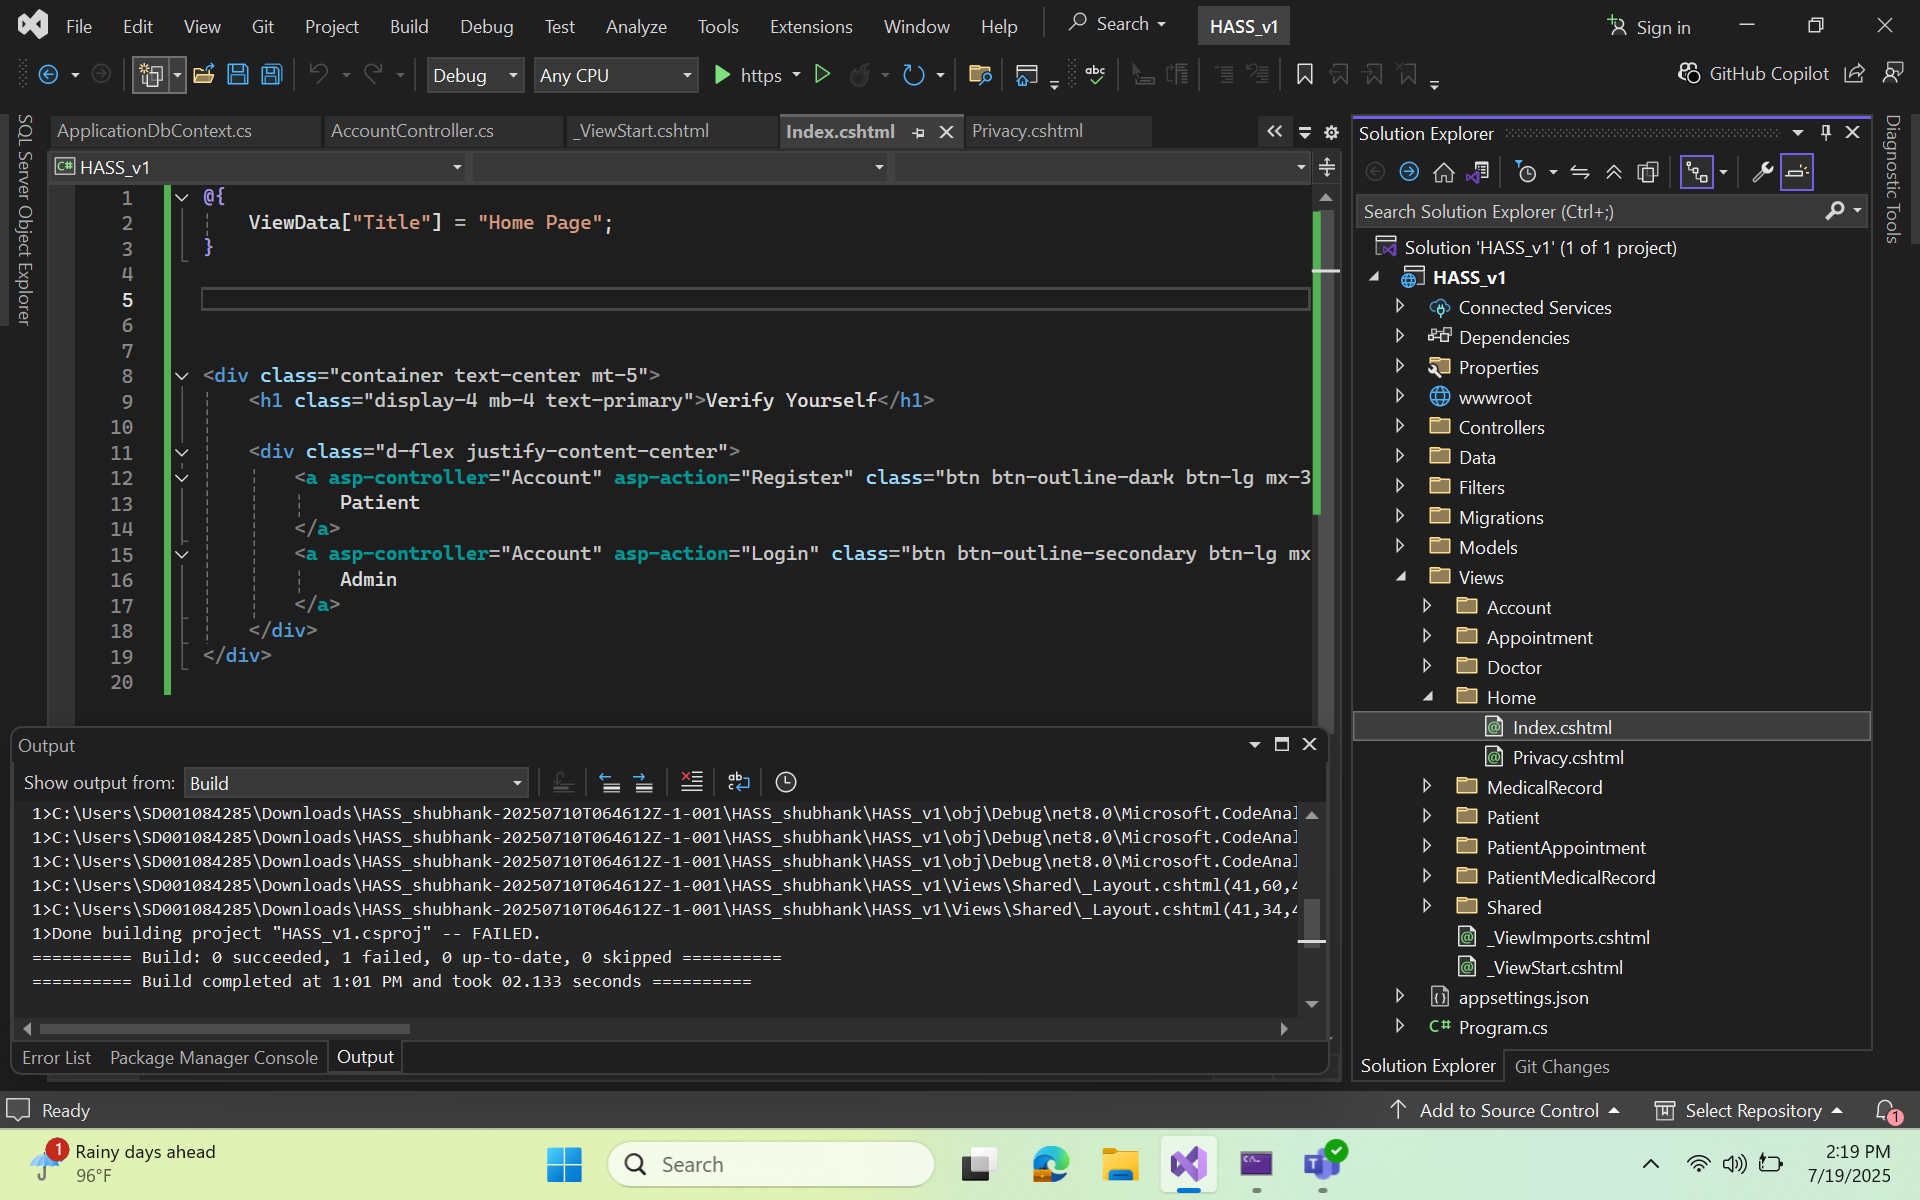 File Edit View Git Project Build Debug Test Analyze Tools Extensions Window Help Search HASS_v1 Sign in
Debug Any CPU https GitHub Copilot
SQL Server Object Explorer
ApplicationDbContext.cs AccountController.cs _ViewStart.cshtml Index.cshtml Privacy.cshtml
HASS_v1
1 @{
2 ViewData["Title"] = "Home Page";
3 }
4
5
6
7
8 <div class="container text-center mt-5">
9 <h1 class="display-4 mb-4 text-primary">Verify Yourself</h1>
10
11 <div class="d-flex justify-content-center">
12 <a asp-controller="Account" asp-action="Register" class="btn btn-outline-dark btn-lg mx-3
13 Patient
14 </a>
15 <a asp-controller="Account" asp-action="Login" class="btn btn-outline-secondary btn-lg mx
16 Admin
17 </a>
18 </div>
19 </div>
20
Output
Show output from: Build
1>C:\Users\SD001084285\Downloads\HASS_shubhank-20250710T064612Z-1-001\HASS_shubhank\HASS_v1\obj\Debug\net8.0\Microsoft.CodeAnal
1>C:\Users\SD001084285\Downloads\HASS_shubhank-20250710T064612Z-1-001\HASS_shubhank\HASS_v1\obj\Debug\net8.0\Microsoft.CodeAnal
1>C:\Users\SD001084285\Downloads\HASS_shubhank-20250710T064612Z-1-001\HASS_shubhank\HASS_v1\obj\Debug\net8.0\Microsoft.CodeAnal
1>C:\Users\SD001084285\Downloads\HASS_shubhank-20250710T064612Z-1-001\HASS_shubhank\HASS_v1\Views\Shared\_Layout.cshtml(41,60,4
1>C:\Users\SD001084285\Downloads\HASS_shubhank-20250710T064612Z-1-001\HASS_shubhank\HASS_v1\Views\Shared\_Layout.cshtml(41,34,4
1>Done building project "HASS_v1.csproj" -- FAILED.
========== Build: 0 succeeded, 1 failed, 0 up-to-date, 0 skipped ==========
========== Build completed at 1:01 PM and took 02.133 seconds ==========
Error List Package Manager Console Output
Solution Explorer
Search Solution Explorer (Ctrl+;)
Solution 'HASS_v1' (1 of 1 project)
HASS_v1
Connected Services
Dependencies
Properties
wwwroot
Controllers
Data
Filters
Migrations
Models
Views
Account
Appointment
Doctor
Home
Index.cshtml
Privacy.cshtml
MedicalRecord
Patient
PatientAppointment
PatientMedicalRecord
Shared
_ViewImports.cshtml
_ViewStart.cshtml
appsettings.json
C# Program.cs
Solution Explorer Git Changes
Diagnostic Tools
Ready Add to Source Control Select Repository 1
1 Rainy days ahead
96°F
Search
2:19 PM
7/19/2025